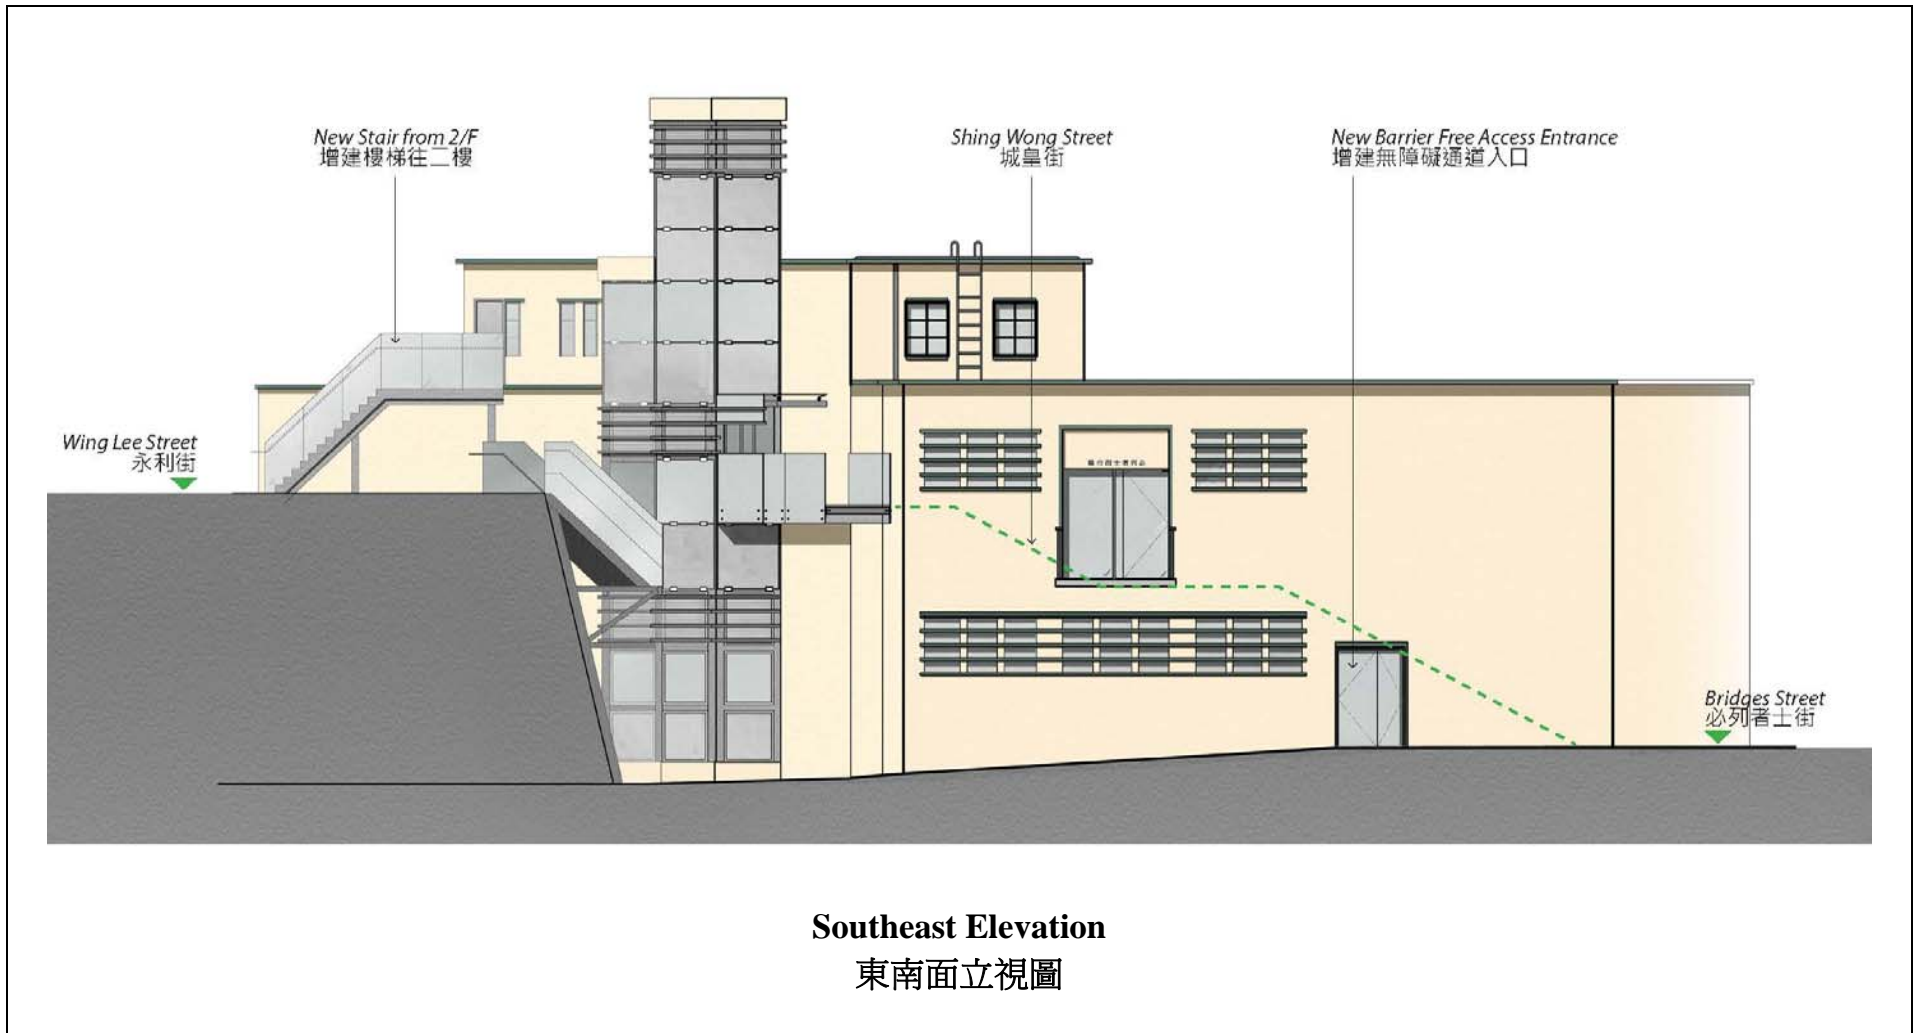 New Stair from 2/F
增建樓梯往二樓
Shing Wong Street
城皇街
New Barrier Free Access Entrance
增建無障礙通道入口
Wing Lee Street
永利街
Bridges Street
必列者士街
Southeast Elevation
東南面立視圖